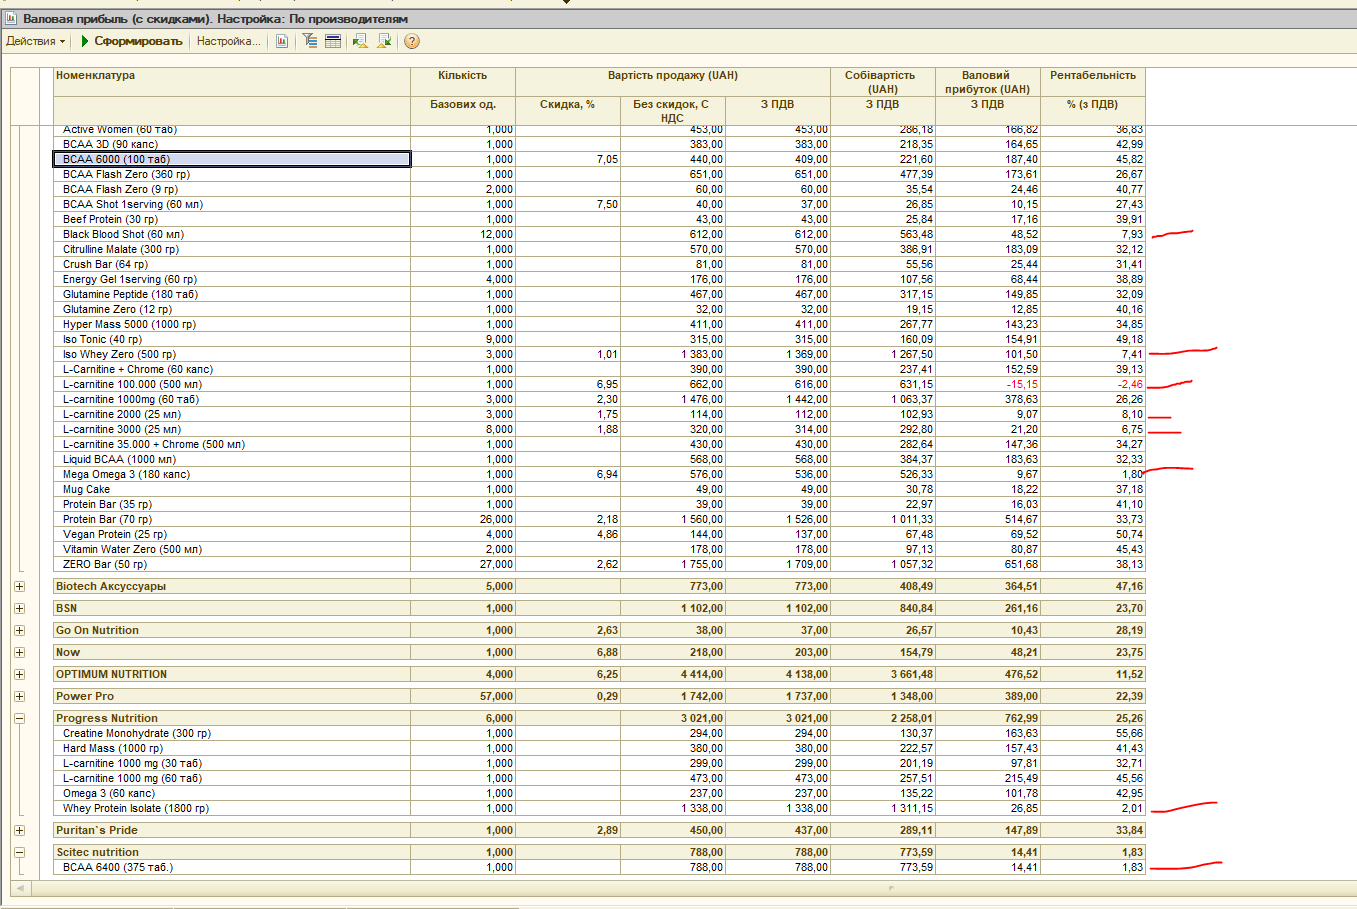 Валовая прибыль (с скидками). Настройка: По производителям
Действия Сформировать Настройка... ?
Номенклатура Кількість Вартість продажу (UAH) Собівартість (UAH) Валовий прибуток (UAH) Рентабельність
Базових од. Скидка, % Без скидок, С НДС З ПДВ З ПДВ З ПДВ % (з ПДВ)
Active Women (60 таб) 1,000 453,00 453,00 286,18 166,82 36,83
BCAA 3D (90 капс) 1,000 383,00 383,00 218,35 164,65 42,99
BCAA 6000 (100 таб) 1,000 7,05 440,00 409,00 221,60 187,40 45,82
BCAA Flash Zero (360 гр) 1,000 651,00 651,00 477,39 173,61 26,67
BCAA Flash Zero (9 гр) 2,000 60,00 60,00 35,54 24,46 40,77
BCAA Shot 1serving (60 мл) 1,000 7,50 40,00 37,00 26,85 10,15 27,43
Beef Protein (30 гр) 1,000 43,00 43,00 25,84 17,16 39,91
Black Blood Shot (60 мл) 12,000 612,00 612,00 563,48 48,52 7,93
Citrulline Malate (300 гр) 1,000 570,00 570,00 386,91 183,09 32,12
Crush Bar (64 гр) 1,000 81,00 81,00 55,56 25,44 31,41
Energy Gel 1serving (60 гр) 4,000 176,00 176,00 107,56 68,44 38,89
Glutamine Peptide (180 таб) 1,000 467,00 467,00 317,15 149,85 32,09
Glutamine Zero (12 гр) 1,000 32,00 32,00 19,15 12,85 40,16
Hyper Mass 5000 (1000 гр) 1,000 411,00 411,00 267,77 143,23 34,85
Iso Tonic (40 гр) 9,000 315,00 315,00 160,09 154,91 49,18
Iso Whey Zero (500 гр) 3,000 1,01 1 383,00 1 369,00 1 267,50 101,50 7,41
L-Carnitine + Chrome (60 капс) 1,000 390,00 390,00 237,41 152,59 39,13
L-carnitine 100.000 (500 мл) 1,000 6,95 662,00 616,00 631,15 -15,15 -2,46
L-carnitine 1000mg (60 таб) 3,000 2,30 1 476,00 1 442,00 1 063,37 378,63 26,26
L-carnitine 2000 (25 мл) 3,000 1,75 114,00 112,00 102,93 9,07 8,10
L-carnitine 3000 (25 мл) 8,000 1,88 320,00 314,00 292,80 21,20 6,75
L-carnitine 35.000 + Chrome (500 мл) 1,000 430,00 430,00 282,64 147,36 34,27
Liquid BCAA (1000 мл) 1,000 568,00 568,00 384,37 183,63 32,33
Mega Omega 3 (180 капс) 1,000 6,94 576,00 536,00 526,33 9,67 1,80
Mug Cake 1,000 49,00 49,00 30,78 18,22 37,18
Protein Bar (35 гр) 1,000 39,00 39,00 22,97 16,03 41,10
Protein Bar (70 гр) 26,000 2,18 1 560,00 1 526,00 1 011,33 514,67 33,73
Vegan Protein (25 гр) 4,000 4,86 144,00 137,00 67,48 69,52 50,74
Vitamin Water Zero (500 мл) 2,000 178,00 178,00 97,13 80,87 45,43
ZERO Bar (50 гр) 27,000 2,62 1 755,00 1 709,00 1 057,32 651,68 38,13
Biotech Аксуссуары 5,000 773,00 773,00 408,49 364,51 47,16
BSN 1,000 1 102,00 1 102,00 840,84 261,16 23,70
Go On Nutrition 1,000 2,63 38,00 37,00 26,57 10,43 28,19
Now 1,000 6,88 218,00 203,00 154,79 48,21 23,75
OPTIMUM NUTRITION 4,000 6,25 4 414,00 4 138,00 3 661,48 476,52 11,52
Power Pro 57,000 0,29 1 742,00 1 737,00 1 348,00 389,00 22,39
Progress Nutrition 6,000 3 021,00 3 021,00 2 258,01 762,99 25,26
Creatine Monohydrate (300 гр) 1,000 294,00 294,00 130,37 163,63 55,66
Hard Mass (1000 гр) 1,000 380,00 380,00 222,57 157,43 41,43
L-carnitine 1000 mg (30 таб) 1,000 299,00 299,00 201,19 97,81 32,71
L-carnitine 1000 mg (60 таб) 1,000 473,00 473,00 257,51 215,49 45,56
Omega 3 (60 капс) 1,000 237,00 237,00 135,22 101,78 42,95
Whey Protein Isolate (1800 гр) 1,000 1 338,00 1 338,00 1 311,15 26,85 2,01
Puritan`s Pride 1,000 2,89 450,00 437,00 289,11 147,89 33,84
Scitec nutrition 1,000 788,00 788,00 773,59 14,41 1,83
BCAA 6400 (375 таб.) 1,000 788,00 788,00 773,59 14,41 1,83